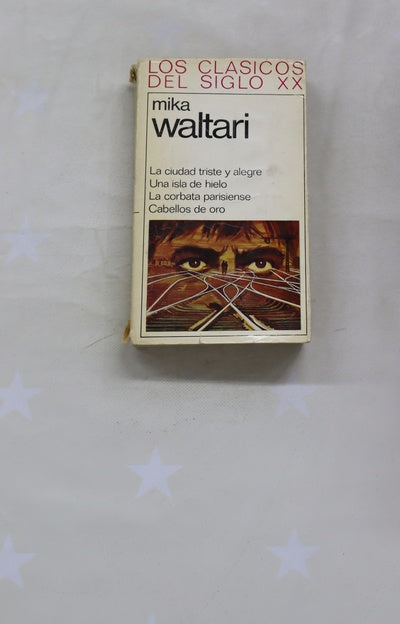 LOS CLASICOS
DEL SIGLO XX
mika
waltari
La ciudad triste y alegre
Una isla de hielo
La corbata parisiense
Cabellos de oro